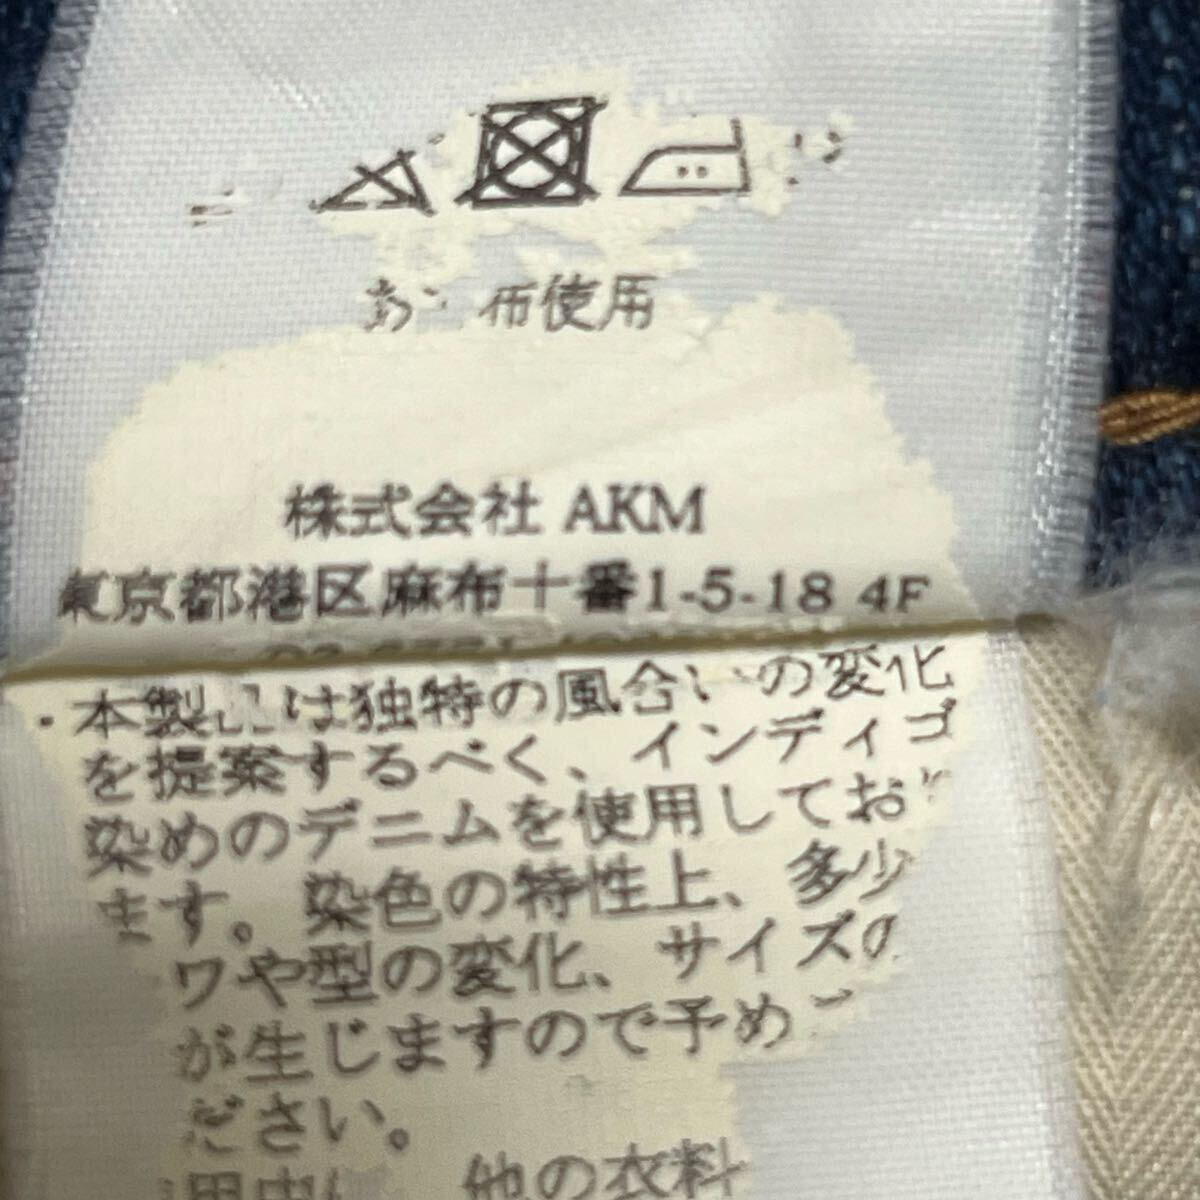 布使用
株式会社 AKM
東京都港区麻布十番1-5-18 4F
・本製品は独特の風合いの変化
を提案するべく、インディゴ
染めのデニムを使用しており
ます。染色の特性上、多少
ワや型の変化、サイズの
が生じますので予め
ださい。
他の衣料